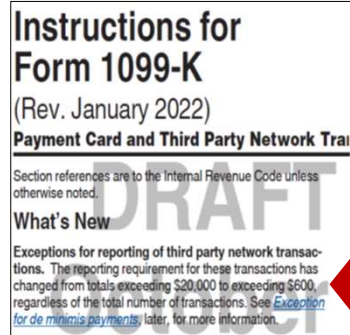 Instructions for
Form 1099-K
(Rev. January 2022)
Payment Card and Third Party Network
Section references are to the Internal Revenue Code unless
otherwise noted.
What's New
Exceptions for reporting of third party network transac-
tions. The reporting requirement for these transactions has
changed from totals exceeding $20,000 to exceeding $600,
regardless of the total number of transactions. See Exception
for de minimis payments, later, for more information.
DRAFT